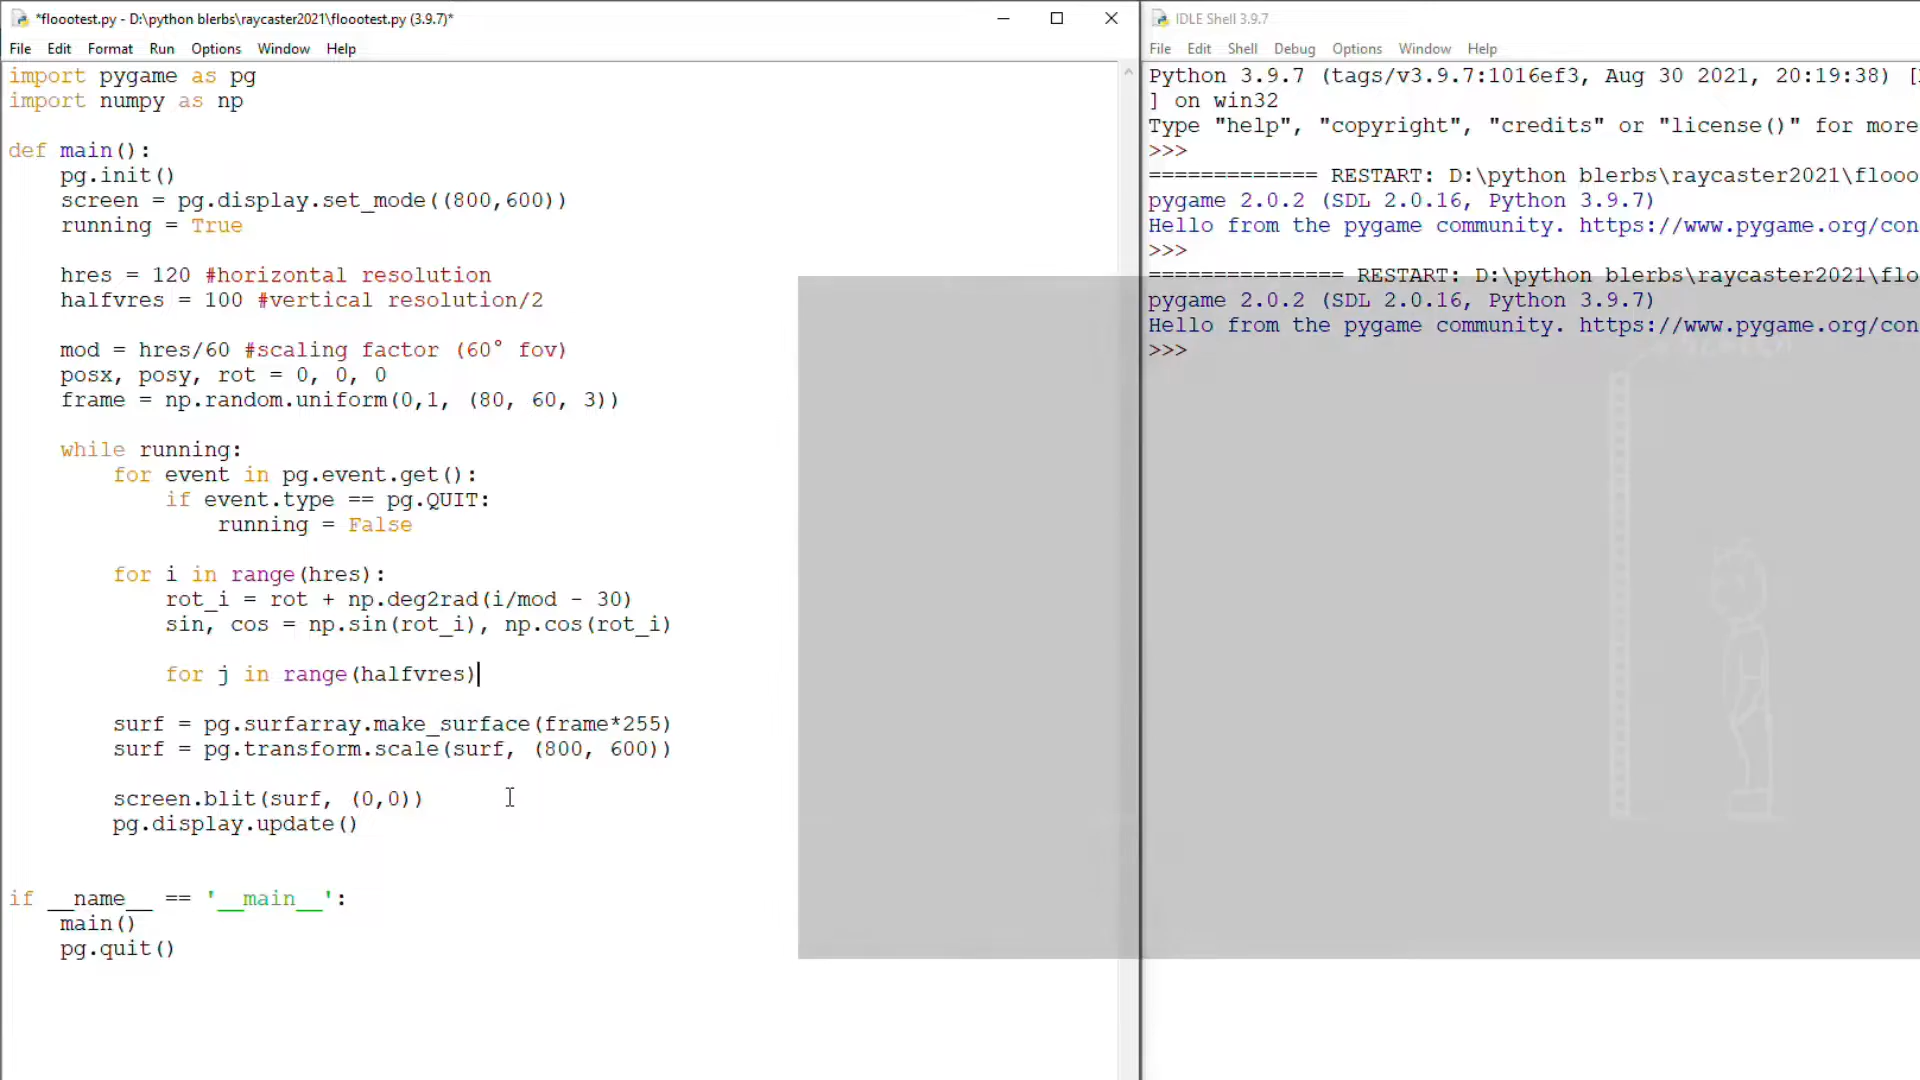 *floootest.py - D:\python blerbs\raycaster2021\floootest.py (3.9.7)*
File Edit Format Run Options Window Help
import pygame as pg
import numpy as np
def main():
pg.init()
screen = pg.display.set_mode((800,600))
running = True
hres = 120 #horizontal resolution
halfvres = 100 #vertical resolution/2
mod = hres/60 #scaling factor (60° fov)
posx, posy, rot = 0, 0, 0
frame = np.random.uniform(0,1, (80, 60, 3))
while running:
for event in pg.event.get():
if event.type == pg.QUIT:
running = False
for i in range(hres):
rot_i = rot + np.deg2rad(i/mod - 30)
sin, cos = np.sin(rot_i), np.cos(rot_i)
for j in range(halfvres)
surf = pg.surfarray.make_surface(frame*255)
surf = pg.transform.scale(surf, (800, 600))
screen.blit(surf, (0,0))
pg.display.update()
if __name__ == '__main__':
main()
pg.quit()
IDLE Shell 3.9.7
File Edit Shell Debug Options Window Help
Python 3.9.7 (tags/v3.9.7:1016ef3, Aug 30 2021, 20:19:38) [
] on win32
Type "help", "copyright", "credits" or "license()" for more
>>>
============= RESTART: D:\python blerbs\raycaster2021\flooo
pygame 2.0.2 (SDL 2.0.16, Python 3.9.7)
Hello from the pygame community. https://www.pygame.org/con
>>>
=============== RESTART: D:\python blerbs\raycaster2021\flo
pygame 2.0.2 (SDL 2.0.16, Python 3.9.7)
Hello from the pygame community. https://www.pygame.org/con
>>>